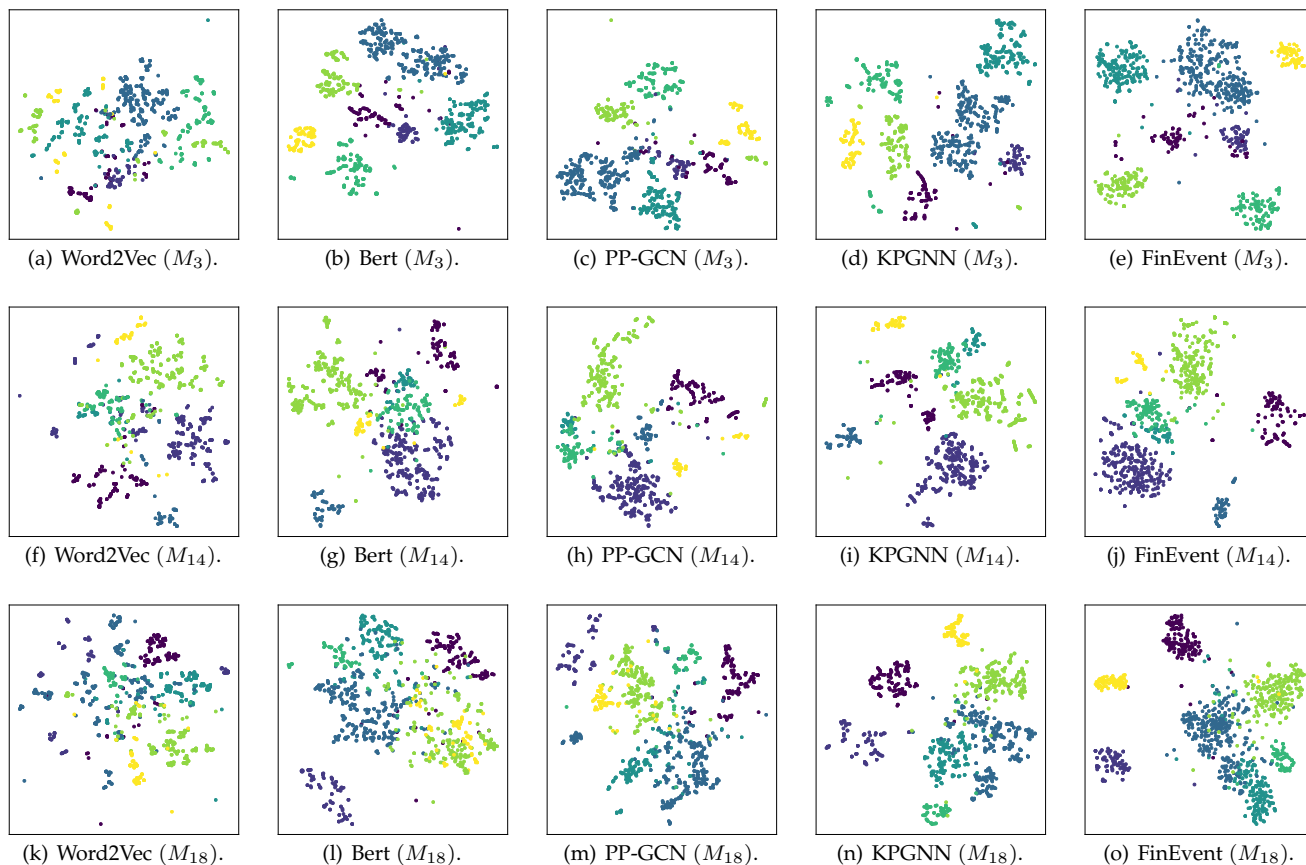 (a) Word2Vec (M3).
(b) Bert (M3).
(c) PP-GCN (M3).
(d) KPGNN (M3).
(e) FinEvent (M3).
(f) Word2Vec (M14).
(g) Bert (M14).
(h) PP-GCN (M14).
(i) KPGNN (M14).
(j) FinEvent (M14).
(k) Word2Vec (M18).
(l) Bert (M18).
(m) PP-GCN (M18).
(n) KPGNN (M18).
(o) FinEvent (M18).